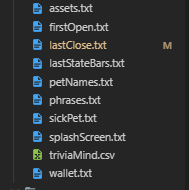 assets.txt
firstOpen.txt
lastClose.txt M
lastStateBars.txt
petNames.txt
phrases.txt
sickPet.txt
splashScreen.txt
triviaMind.csv
wallet.txt